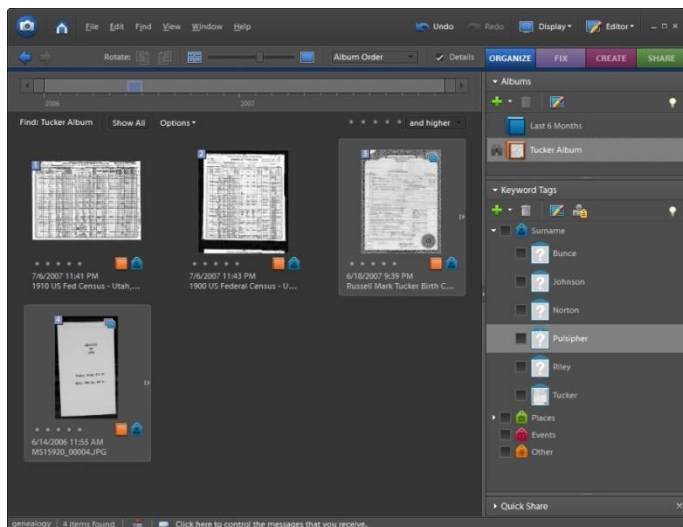 File Edit Find View Window Help Undo Redo Display Editor
Rotate: Album Order Details ORGANIZE FIX CREATE SHARE
2006 2007
Find: Tucker Album Show All Options and higher
Albums
Last 6 Months
Tucker Album
Keyword Tags
Surname
Bunce
Johnson
Norton
Pulsipher
Riley
Tucker
Places
Events
Other
Quick Share
1
7/6/2007 11:41 PM
1910 US Fed Census - Utah,...
2
7/6/2007 11:43 PM
1900 US Federal Census - U...
3
6/18/2007 9:39 PM
Russell Mark Tucker Birth C...
4
6/14/2006 11:55 AM
MS15920_00004.JPG
genealogy 4 items found Click here to control the messages that you receive.